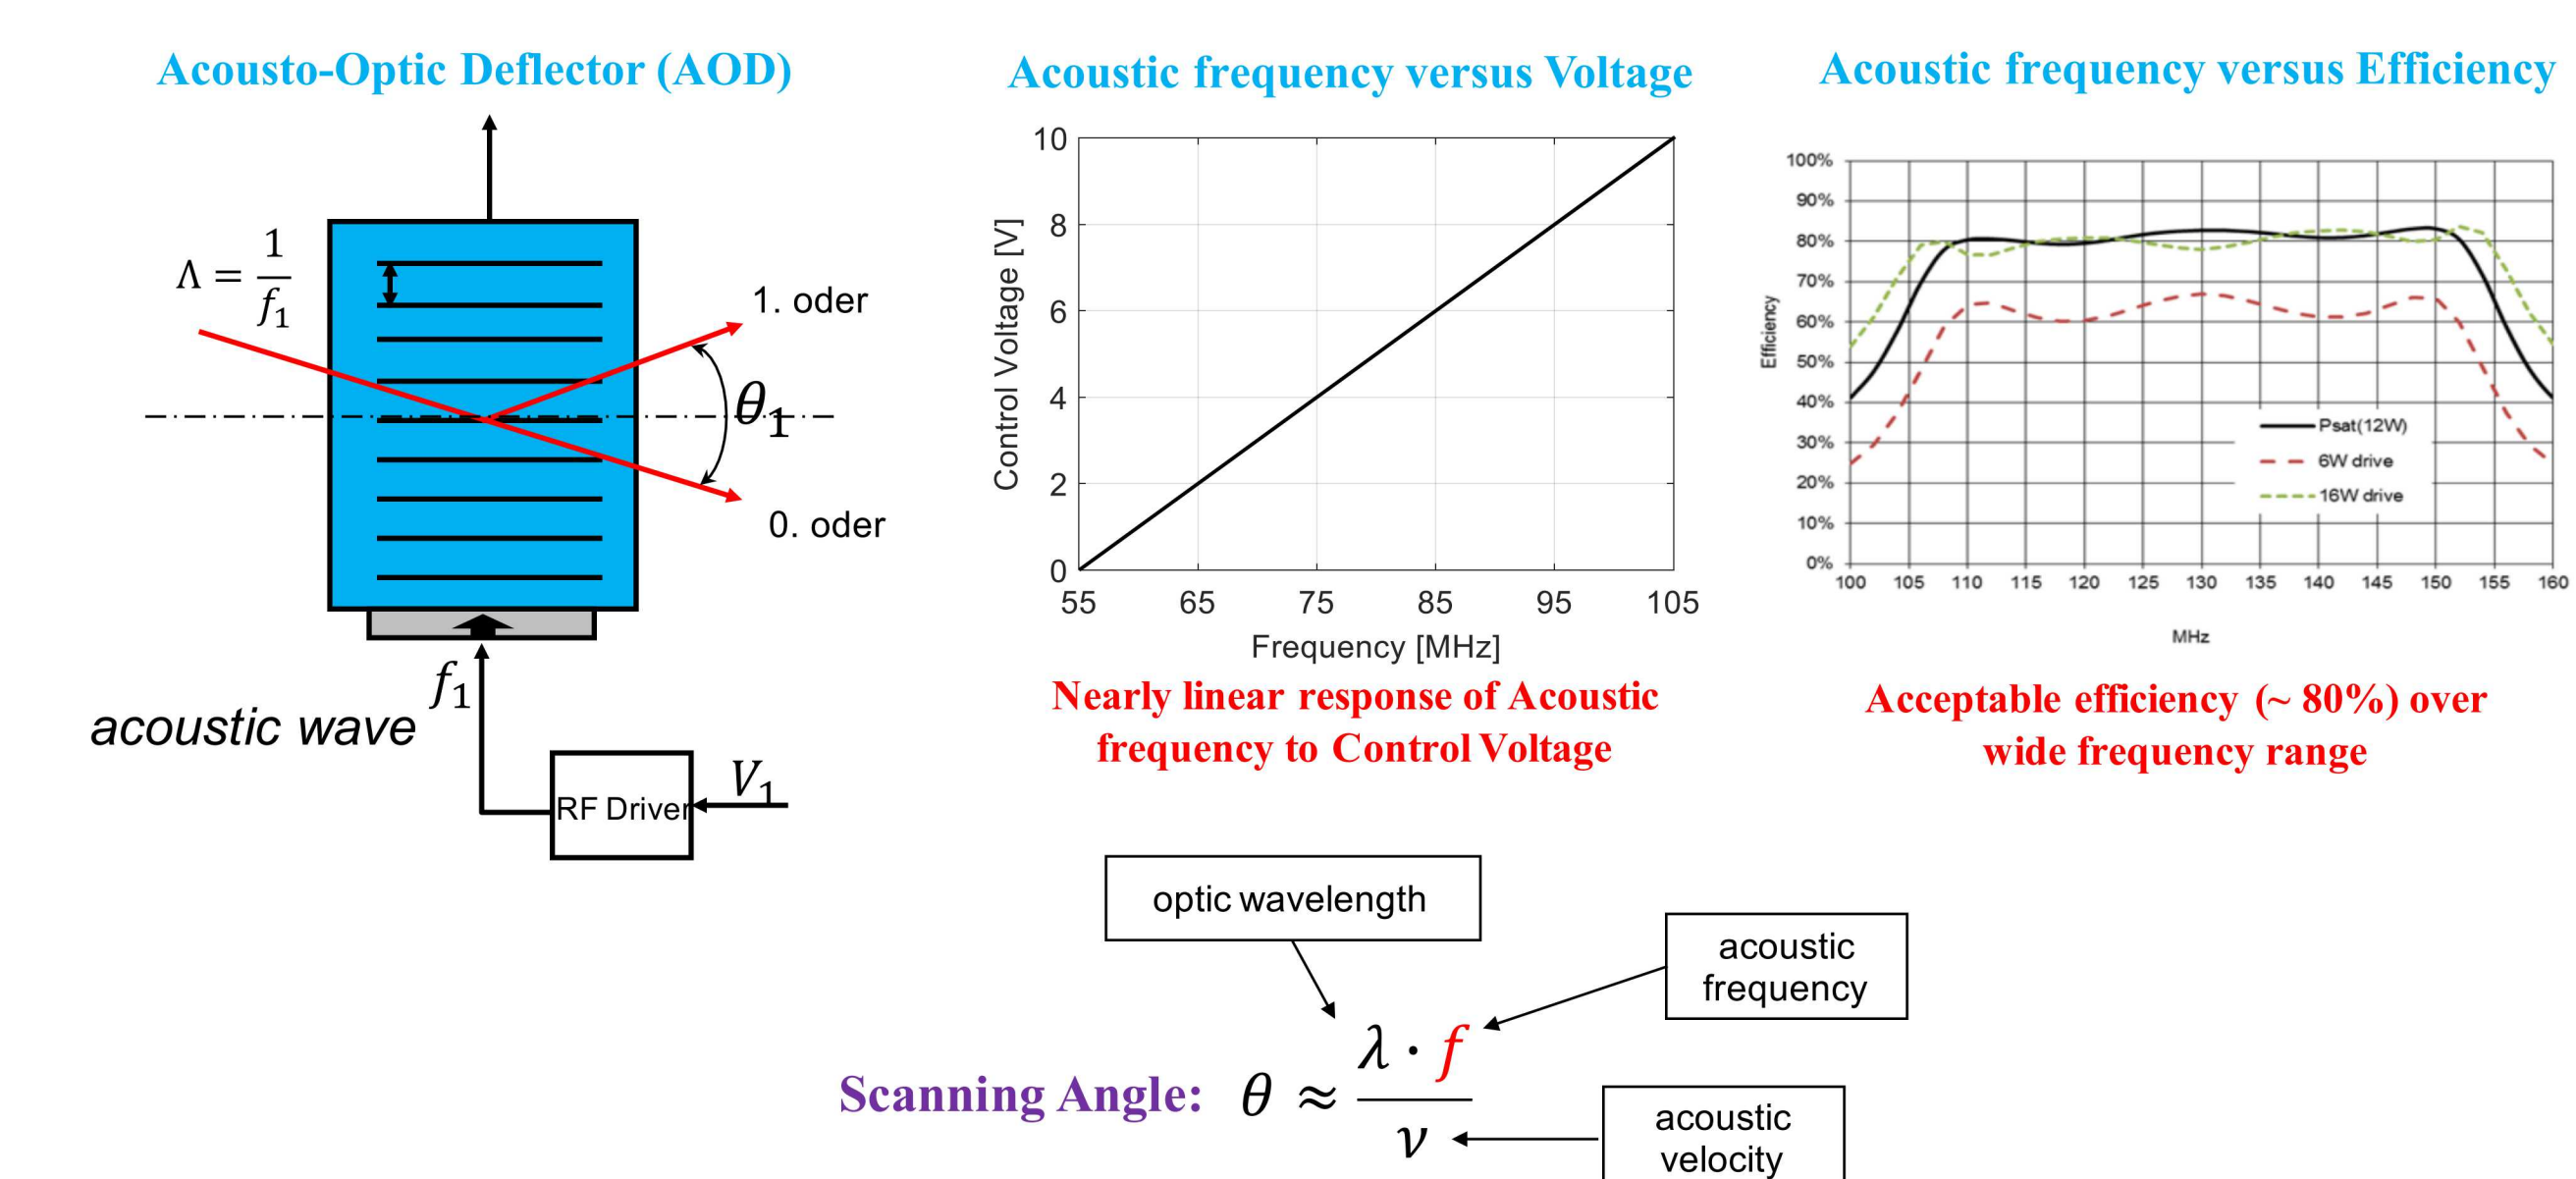 Acousto-Optic Deflector (AOD)
Λ = 1/f₁
1. oder
θ₁
0. oder
f₁
acoustic wave
RF Driver
V₁
Acoustic frequency versus Voltage
10
8
6
4
2
0
Control Voltage [V]
55 65 75 85 95 105
Frequency [MHz]
Nearly linear response of Acoustic
frequency to Control Voltage
Acoustic frequency versus Efficiency
100%
90%
80%
70%
60%
50%
40%
30%
20%
10%
0%
Efficiency
Psat(12W)
6W drive
16W drive
100 105 110 115 120 125 130 135 140 145 150 155 160
MHz
Acceptable efficiency (~ 80%) over
wide frequency range
optic wavelength
acoustic
frequency
Scanning Angle: θ ≈ λ · f / ν
acoustic
velocity